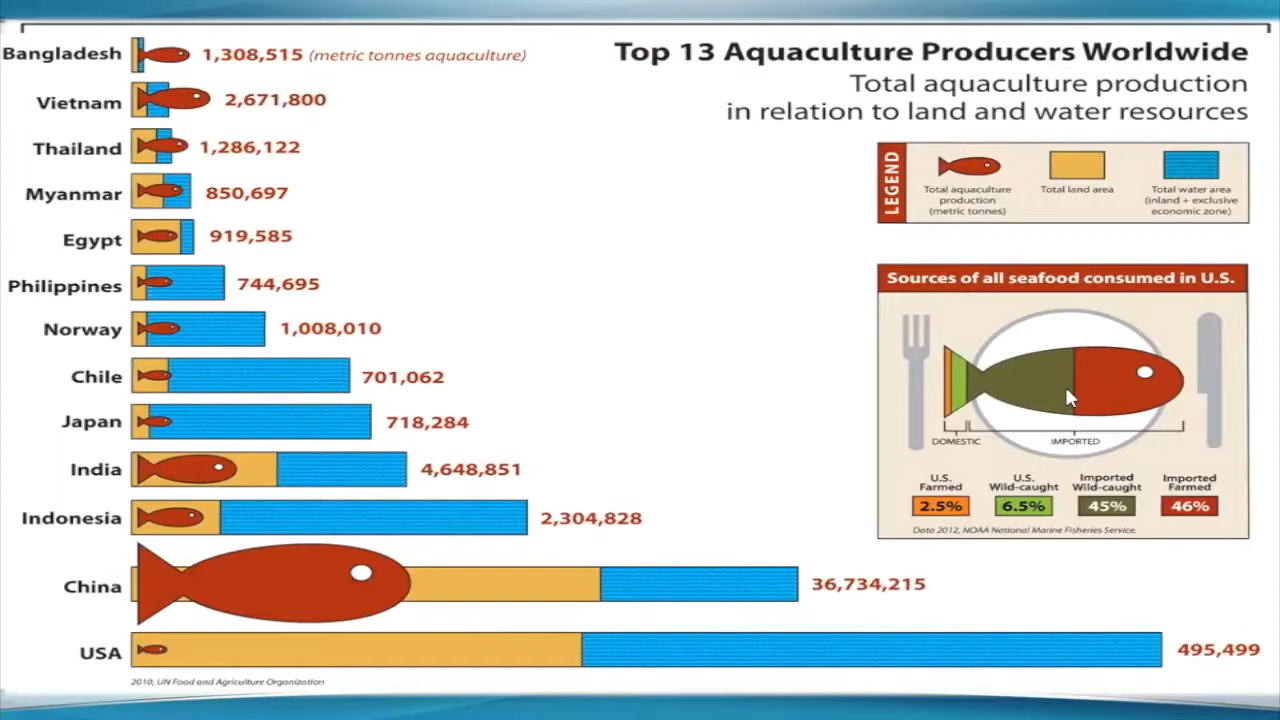 Top 13 Aquaculture Producers Worldwide
Total aquaculture production
in relation to land and water resources
Bangladesh 1,308,515 (metric tonnes aquaculture)
Vietnam 2,671,800
Thailand 1,286,122
Myanmar 850,697
Egypt 919,585
Philippines 744,695
Norway 1,008,010
Chile 701,062
Japan 718,284
India 4,648,851
Indonesia 2,304,828
China 36,734,215
USA 495,499
2010, UN Food and Agriculture Organization
LEGEND
Total aquaculture
production
(metric tonnes)
Total land area
Total water area
(inland + exclusive
economic zone)
Sources of all seafood consumed in U.S.
DOMESTIC IMPORTED
U.S.
Farmed
2.5%
U.S.
Wild-caught
6.5%
Imported
Wild-caught
45%
Imported
Farmed
46%
Data 2012, NOAA National Marine Fisheries Service.